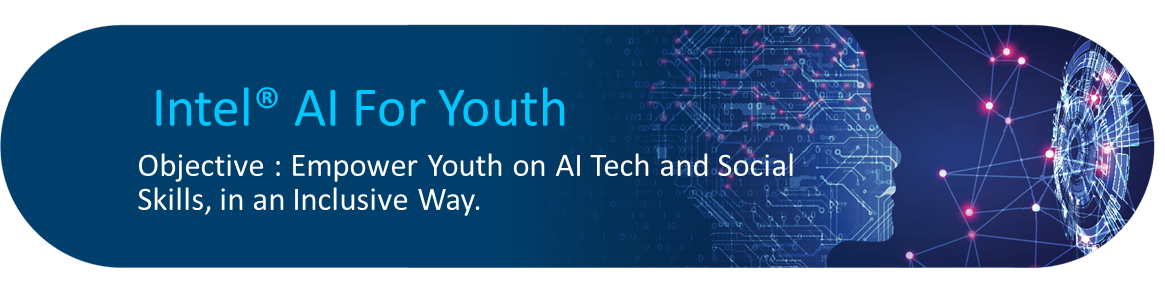 Intel® AI For Youth
Objective : Empower Youth on AI Tech and Social
Skills, in an Inclusive Way.